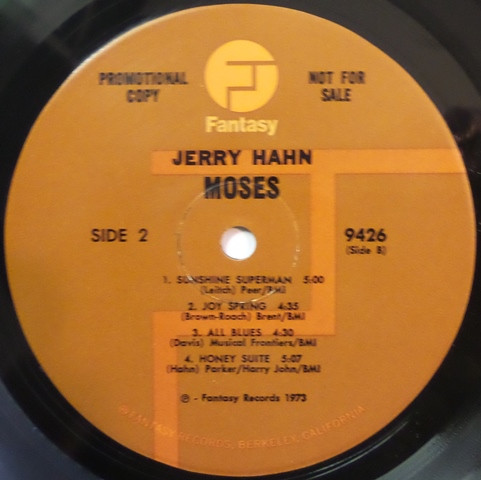 PROMOTIONAL COPY
NOT FOR SALE
Fantasy
JERRY HAHN
MOSES
SIDE 2
9426
(Side B)
1. SUNSHINE SUPERMAN 5:00
(Leitch) Peer/BMI
2. JOY SPRING 4:35
(Brown-Roach) Brent/BMI
3. ALL BLUES 4:30
(Davis) Musical Frontiers/BMI
4. HONEY SUITE 5:07
(Hahn) Parker/Harry John/BMI
℗ - Fantasy Records 1973
® FANTASY RECORDS, BERKELEY, CALIFORNIA